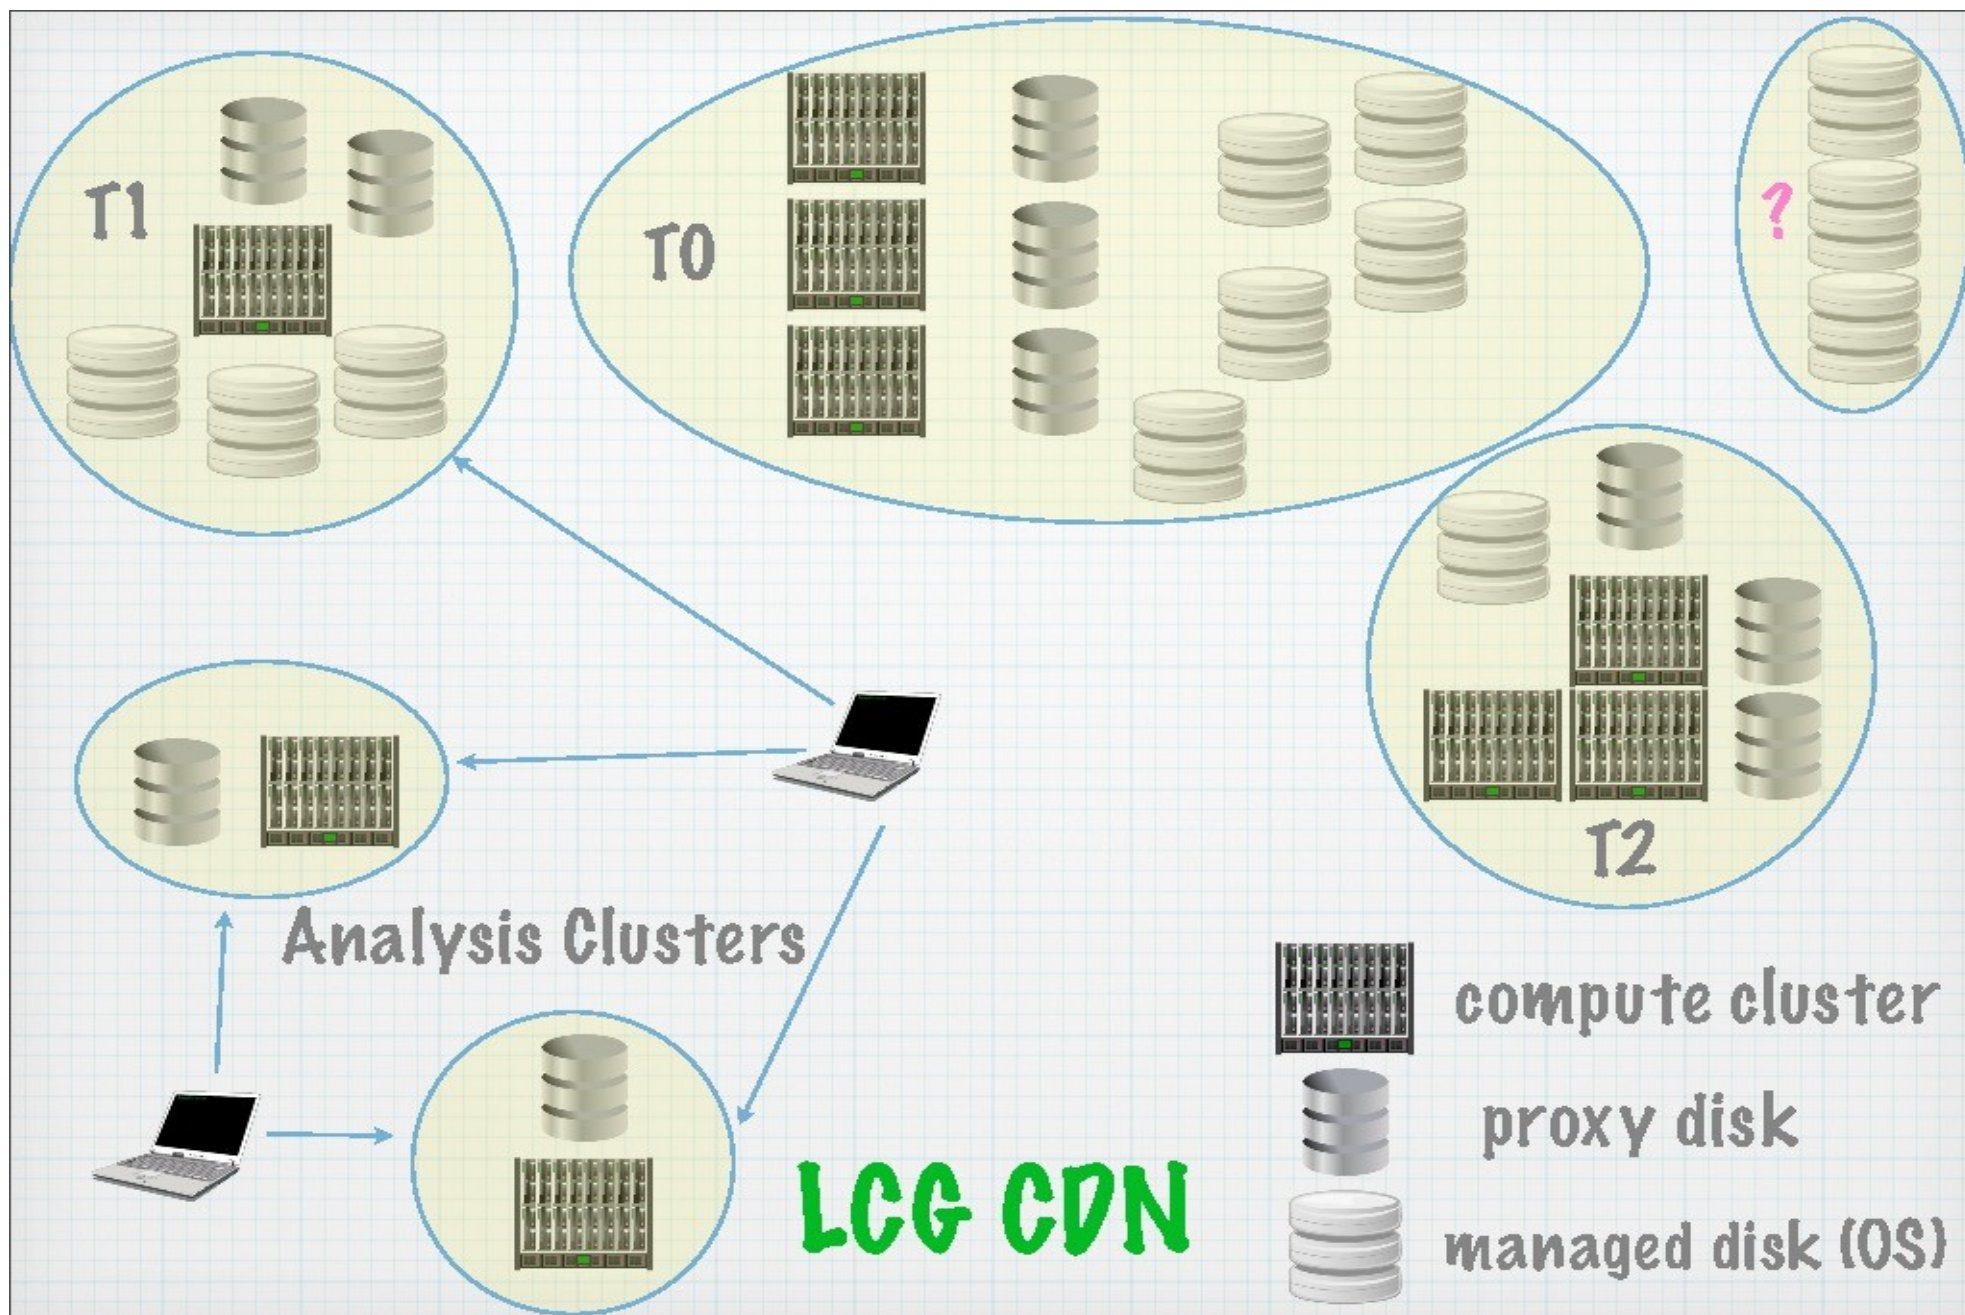 T1
T0
?
T2
Analysis Clusters
compute cluster
proxy disk
LCG CDN
managed disk (OS)